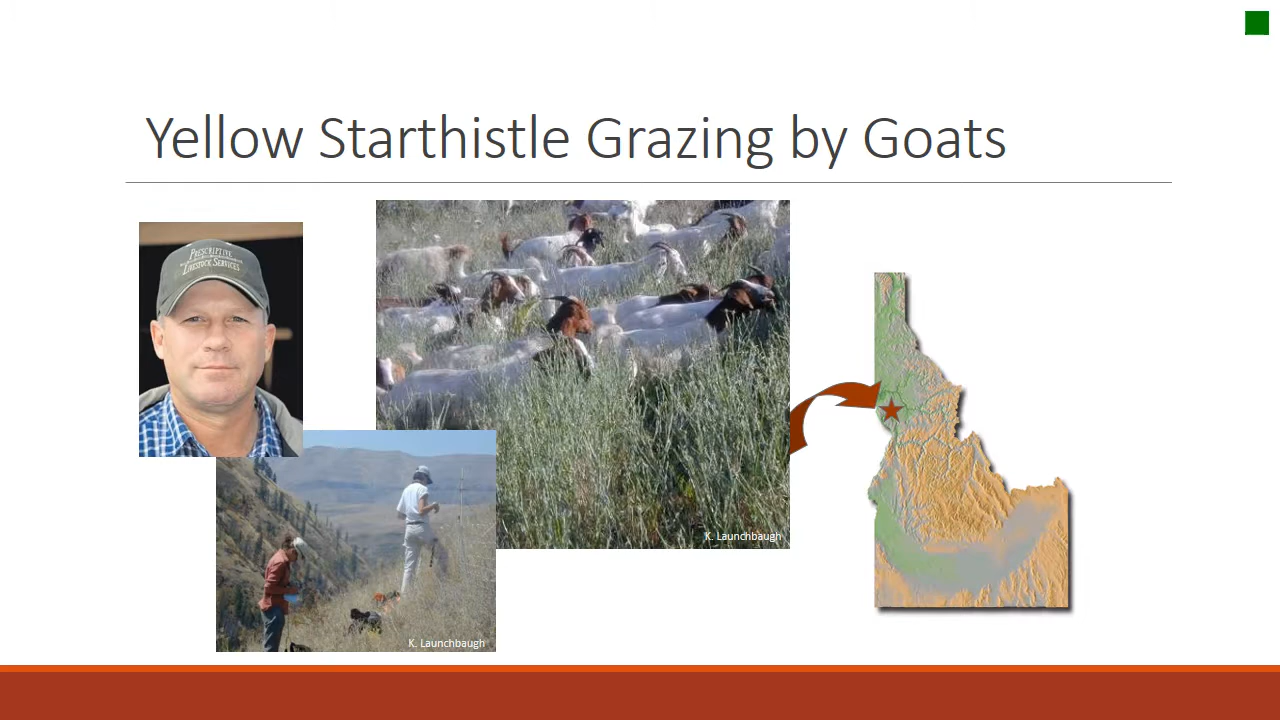 Yellow Starthistle Grazing by Goats
PRESCRIPTIVE
LIVESTOCK SERVICES
K. Launchbaugh
K. Launchbaugh